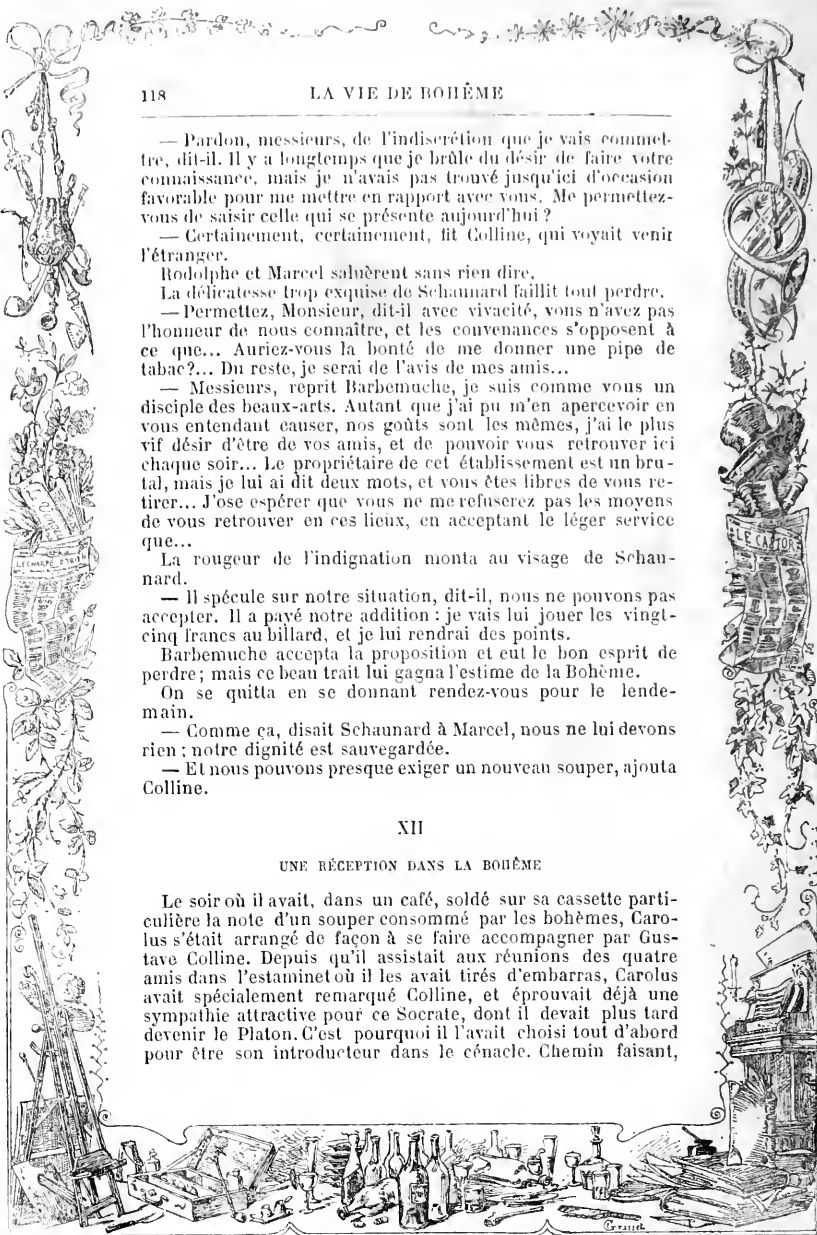 118 LA VIE DE BOHÊME
— Pardon, messieurs, de l'indiscrétion que je vais commet-
tre, dit-il. Il y a longtemps que je brûle du désir de faire votre
connaissance, mais je n'avais pas trouvé jusqu'ici d'occasion
favorable pour me mettre en rapport avec vous. Me permettez-
vous de saisir celle qui se présente aujourd'hui ?
— Certainement, certainement, fit Colline, qui voyait venir
l'étranger.
Rodolphe et Marcel saluèrent sans rien dire.
La délicatesse trop exquise de Schaunard faillit tout perdre.
— Permettez, Monsieur, dit-il avec vivacité, vous n'avez pas
l'honneur de nous connaître, et les convenances s'opposent à
ce que... Auriez-vous la bonté de me donner une pipe de
tabac?... Du reste, je serai de l'avis de mes amis...
— Messieurs, reprit Barbemuche, je suis comme vous un
disciple des beaux-arts. Autant que j'ai pu m'en apercevoir en
vous entendant causer, nos goûts sont les mêmes, j'ai le plus
vif désir d'être de vos amis, et de pouvoir vous retrouver ici
chaque soir... Le propriétaire de cet établissement est un bru-
tal, mais je lui ai dit deux mots, et vous êtes libres de vous re-
tirer... J'ose espérer que vous ne me refuserez pas les moyens
de vous retrouver en ces lieux, en acceptant le léger service
que...
La rougeur de l'indignation monta au visage de Schau-
nard.
— Il spécule sur notre situation, dit-il, nous ne pouvons pas
accepter. Il a payé notre addition : je vais lui jouer les vingt-
cinq francs au billard, et je lui rendrai des points.
Barbemuche accepta la proposition et eut le bon esprit de
perdre ; mais ce beau trait lui gagna l'estime de la Bohème.
On se quitta en se donnant rendez-vous pour le lende-
main.
— Comme ça, disait Schaunard à Marcel, nous ne lui devons
rien ; notre dignité est sauvegardée.
— Et nous pouvons presque exiger un nouveau souper, ajouta
Colline.
XII
UNE RÉCEPTION DANS LA BOHÊME
Le soir où il avait, dans un café, soldé sur sa cassette parti-
culière la note d'un souper consommé par les bohèmes, Caro-
lus s'était arrangé de façon à se faire accompagner par Gus-
tave Colline. Depuis qu'il assistait aux réunions des quatre
amis dans l'estaminet où il les avait tirés d'embarras, Carolus
avait spécialement remarqué Colline, et éprouvait déjà une
sympathie attractive pour ce Socrate, dont il devait plus tard
devenir le Platon. C'est pourquoi il l'avait choisi tout d'abord
pour être son introducteur dans le cénacle. Chemin faisant,
L'ECHARPE D'IRIS
LE CASTOR
Grasset